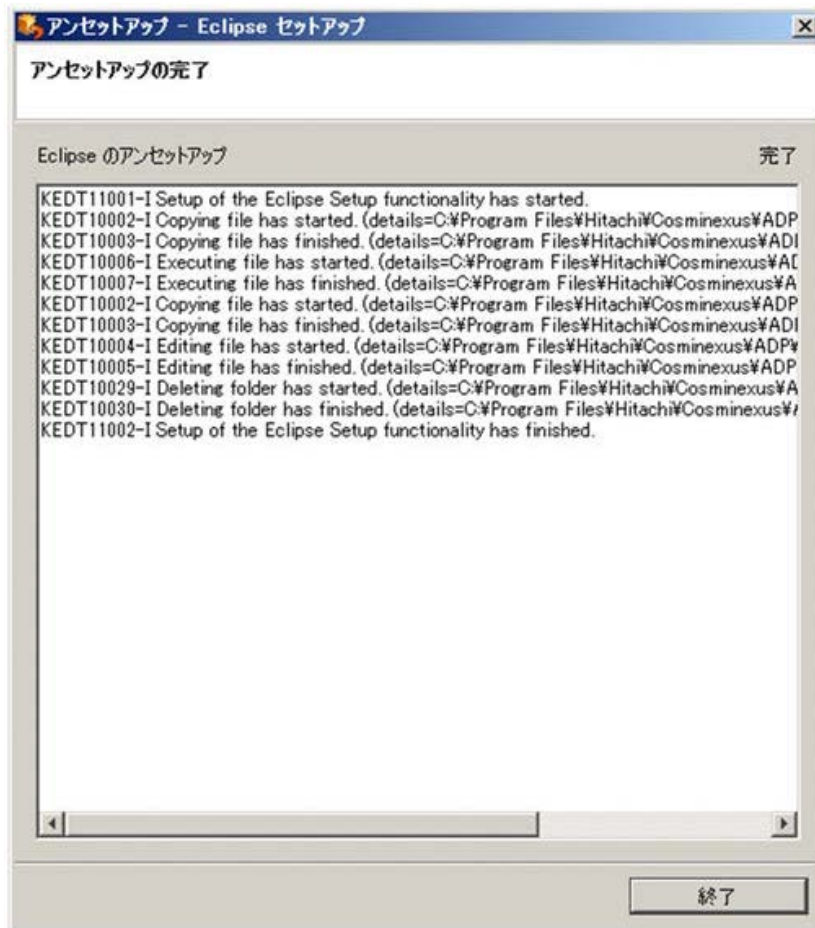 アンセットアップ - Eclipse セットアップ
アンセットアップの完了
Eclipse のアンセットアップ 完了
KEDT11001-I Setup of the Eclipse Setup functionality has started.
KEDT10002-I Copying file has started. (details=C:¥Program Files¥Hitachi¥Cosminexus¥ADP
KEDT10003-I Copying file has finished. (details=C:¥Program Files¥Hitachi¥Cosminexus¥AD
KEDT10006-I Executing file has started. (details=C:¥Program Files¥Hitachi¥Cosminexus¥A
KEDT10007-I Executing file has finished. (details=C:¥Program Files¥Hitachi¥Cosminexus¥A
KEDT10002-I Copying file has started. (details=C:¥Program Files¥Hitachi¥Cosminexus¥ADP
KEDT10003-I Copying file has finished. (details=C:¥Program Files¥Hitachi¥Cosminexus¥AD
KEDT10004-I Editing file has started. (details=C:¥Program Files¥Hitachi¥Cosminexus¥ADP¥
KEDT10005-I Editing file has finished. (details=C:¥Program Files¥Hitachi¥Cosminexus¥ADP
KEDT10029-I Deleting folder has started. (details=C:¥Program Files¥Hitachi¥Cosminexus¥A
KEDT10030-I Deleting folder has finished. (details=C:¥Program Files¥Hitachi¥Cosminexus¥
KEDT11002-I Setup of the Eclipse Setup functionality has finished.
終了